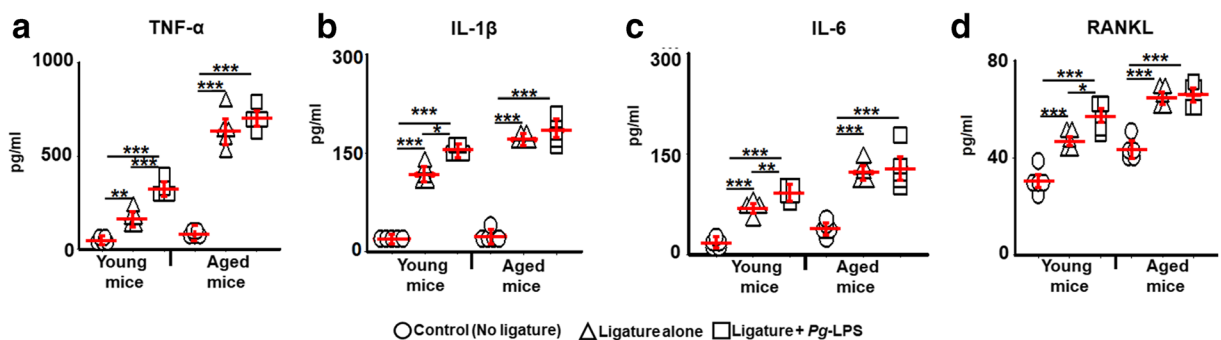 a TNF-α
1000
500
0
pg/ml
*** ***
** ***
*** ***
Young mice
Aged mice
b IL-1β
300
150
0
pg/ml
***
*** *
*** ***
Young mice
Aged mice
c IL-6
150
0
pg/ml
***
*** **
*** ***
Young mice
Aged mice
d RANKL
80
40
0
pg/ml
***
*** *
*** ***
Young mice
Aged mice
Control (No ligature) Ligature alone Ligature + Pg-LPS